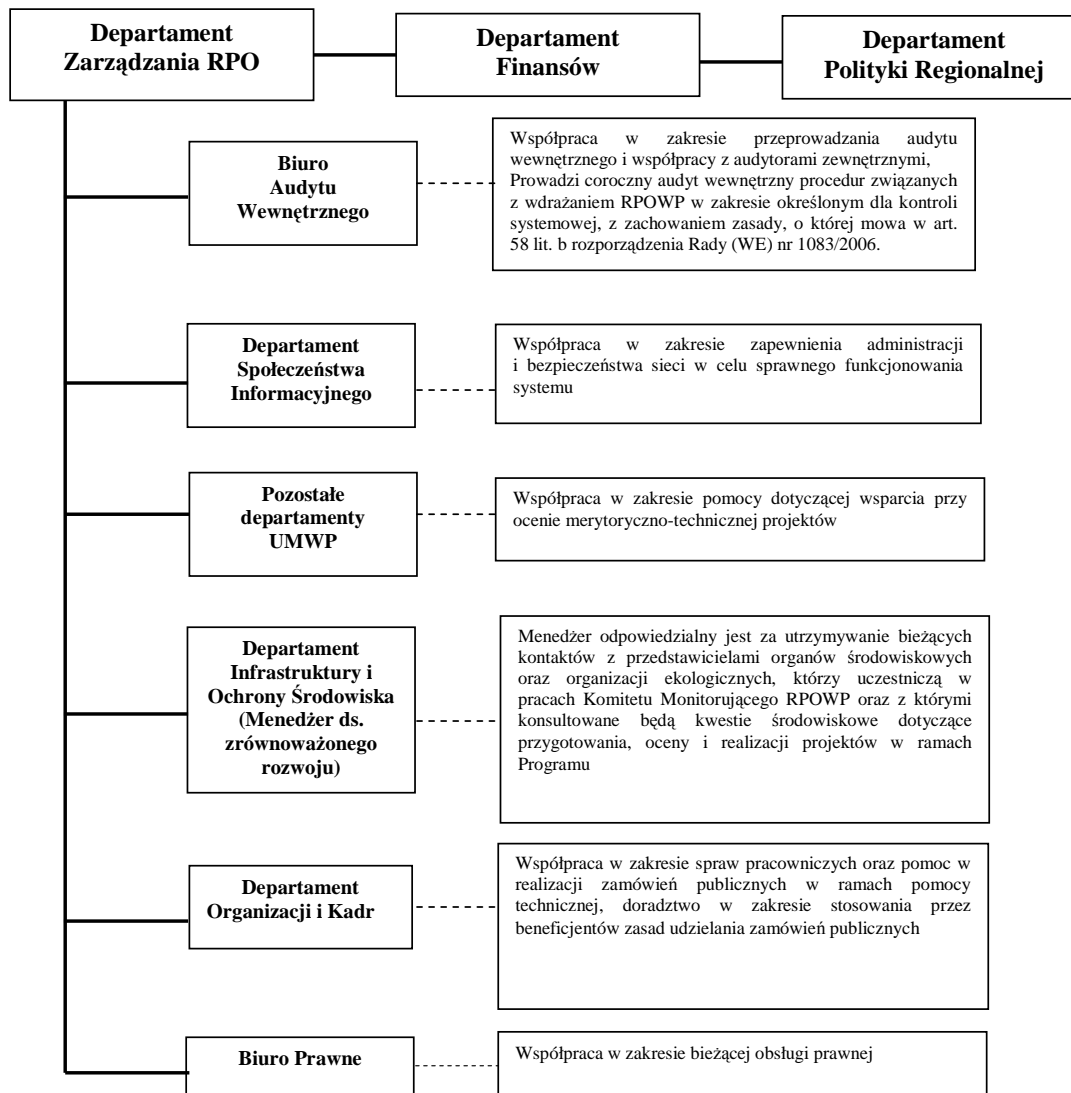 Departament
Zarządzania RPO
Departament
Finansów
Departament
Polityki Regionalnej
Biuro
Audytu
Wewnętrznego
Współpraca w zakresie przeprowadzania audytu
wewnętrznego i współpracy z audytorami zewnętrznymi,
Prowadzi coroczny audyt wewnętrzny procedur związanych
z wdrażaniem RPOWP w zakresie określonym dla kontroli
systemowej, z zachowaniem zasady, o której mowa w art.
58 lit. b rozporządzenia Rady (WE) nr 1083/2006.
Departament
Społeczeństwa
Informacyjnego
Współpraca w zakresie zapewnienia administracji
i bezpieczeństwa sieci w celu sprawnego funkcjonowania
systemu
Pozostałe
departamenty
UMWP
Współpraca w zakresie pomocy dotyczącej wsparcia przy
ocenie merytoryczno-technicznej projektów
Departament
Infrastruktury i
Ochrony Środowiska
(Menedżer ds.
zrównoważonego
rozwoju)
Menedżer odpowiedzialny jest za utrzymywanie bieżących
kontaktów z przedstawicielami organów środowiskowych
oraz organizacji ekologicznych, którzy uczestniczą w
pracach Komitetu Monitorującego RPOWP oraz z którymi
konsultowane będą kwestie środowiskowe dotyczące
przygotowania, oceny i realizacji projektów w ramach
Programu
Departament
Organizacji i Kadr
Współpraca w zakresie spraw pracowniczych oraz pomoc w
realizacji zamówień publicznych w ramach pomocy
technicznej, doradztwo w zakresie stosowania przez
beneficjentów zasad udzielania zamówień publicznych
Biuro Prawne
Współpraca w zakresie bieżącej obsługi prawnej